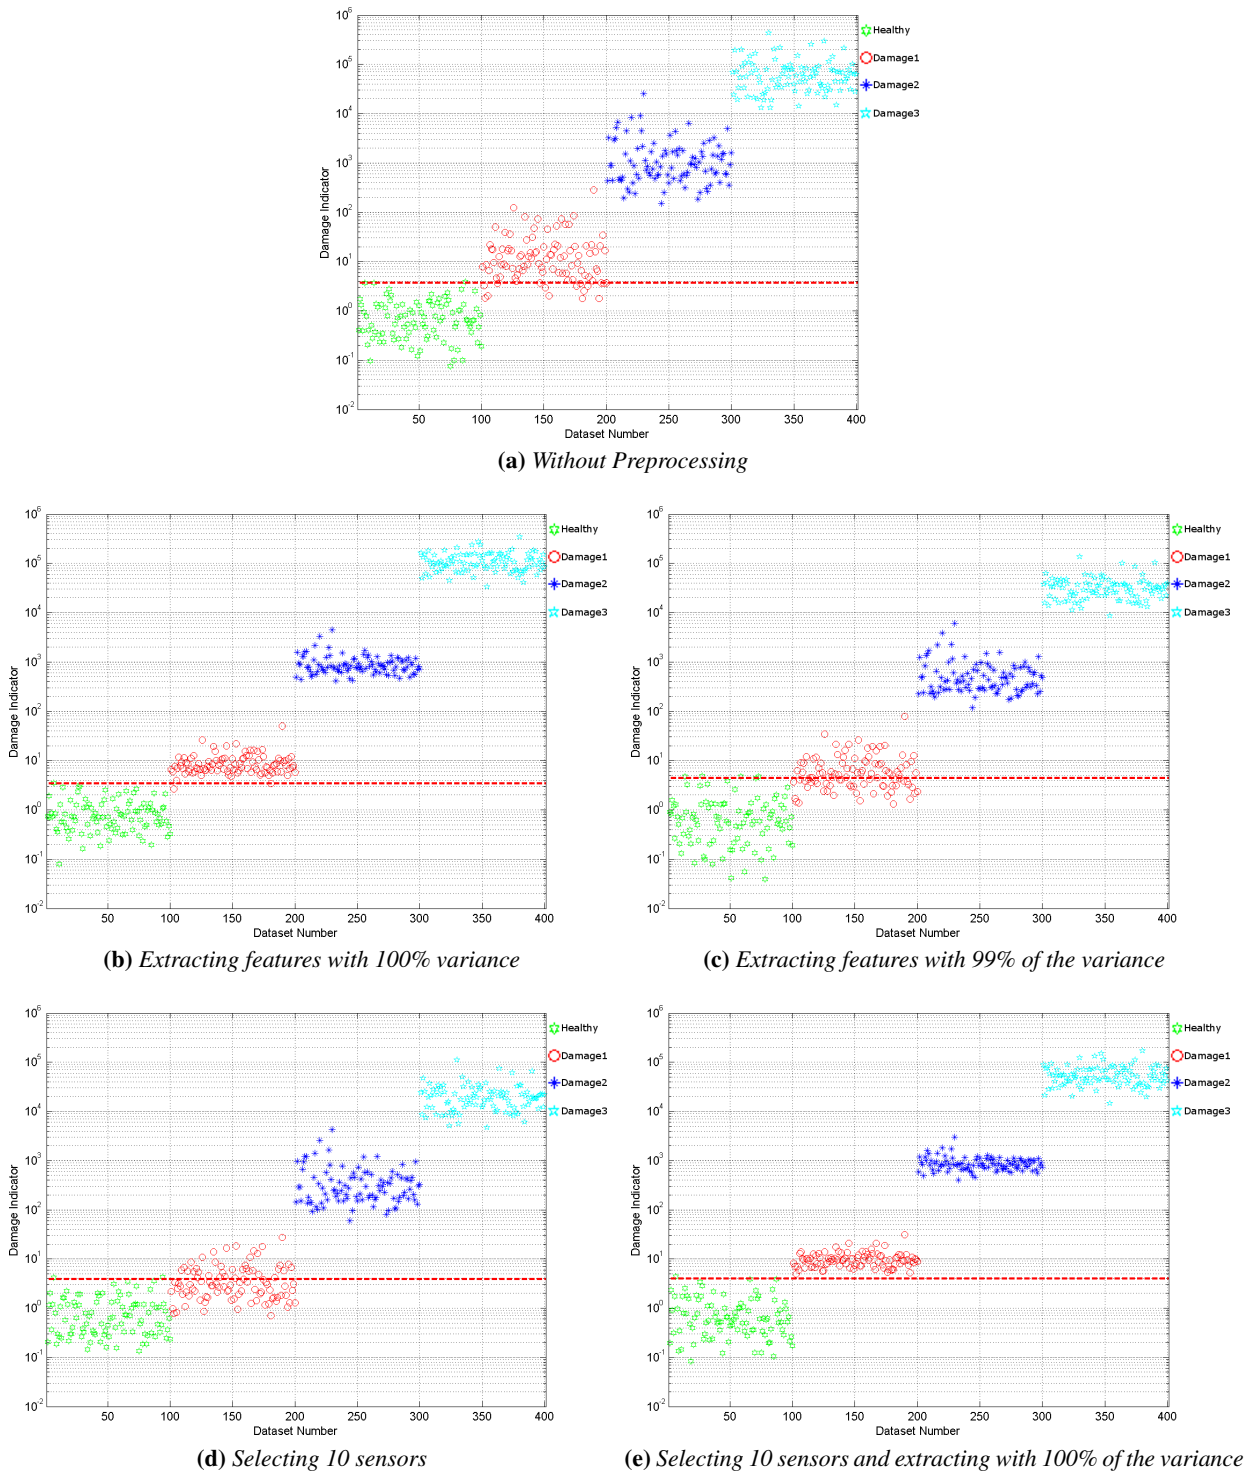 10^6
10^5
10^4
10^3
10^2
10^1
10^0
10^-1
10^-2
Damage Indicator
50 100 150 200 250 300 350 400
Dataset Number
Healthy
Damage1
Damage2
Damage3
(a) Without Preprocessing
10^6
10^5
10^4
10^3
10^2
10^1
10^0
10^-1
10^-2
Damage Indicator
50 100 150 200 250 300 350 400
Dataset Number
Healthy
Damage1
Damage2
Damage3
(b) Extracting features with 100% variance
10^6
10^5
10^4
10^3
10^2
10^1
10^0
10^-1
10^-2
Damage Indicator
50 100 150 200 250 300 350 400
Dataset Number
Healthy
Damage1
Damage2
Damage3
(c) Extracting features with 99% of the variance
10^6
10^5
10^4
10^3
10^2
10^1
10^0
10^-1
10^-2
Damage Indicator
50 100 150 200 250 300 350 400
Dataset Number
Healthy
Damage1
Damage2
Damage3
(d) Selecting 10 sensors
10^6
10^5
10^4
10^3
10^2
10^1
10^0
10^-1
10^-2
Damage Indicator
50 100 150 200 250 300 350 400
Dataset Number
Healthy
Damage1
Damage2
Damage3
(e) Selecting 10 sensors and extracting with 100% of the variance